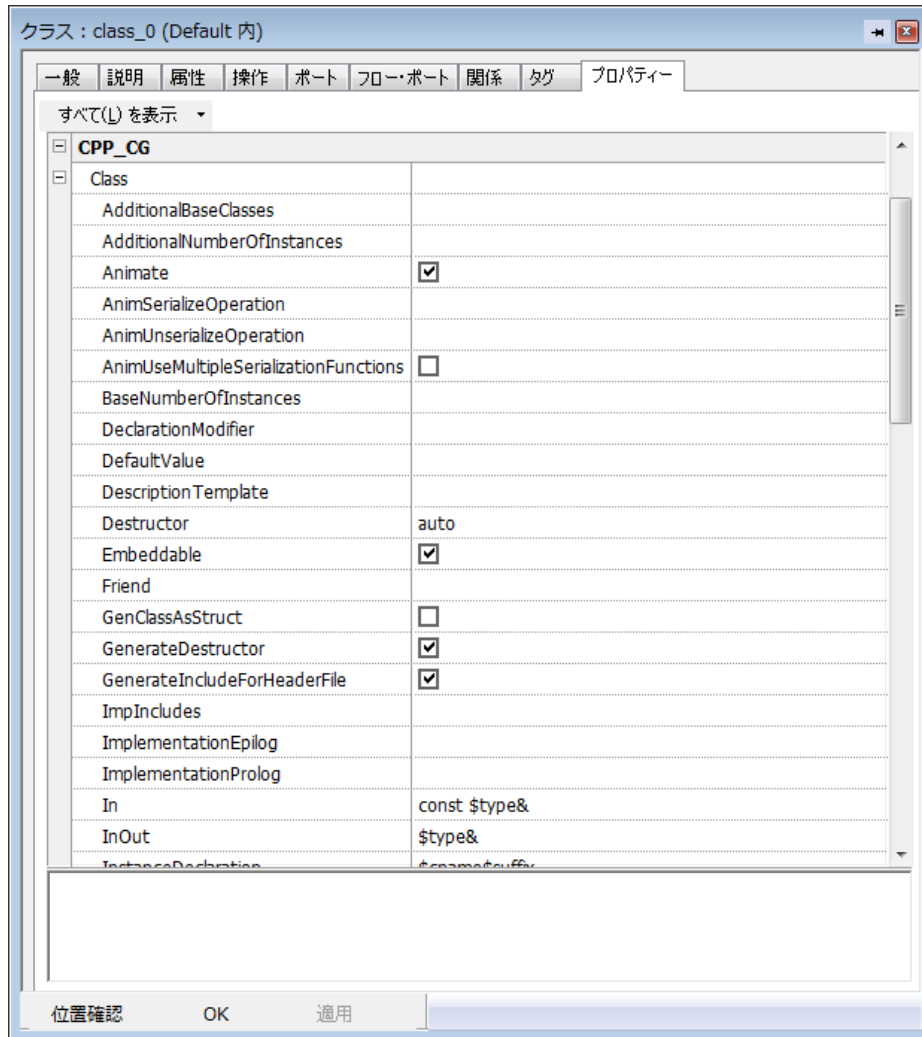 クラス : class_0 (Default 内)
一般 説明 属性 操作 ポート フロー・ポート 関係 タグ プロパティー
すべて(L) を表示
CPP_CG
Class
AdditionalBaseClasses
AdditionalNumberOfInstances
Animate
AnimSerializeOperation
AnimUnserializeOperation
AnimUseMultipleSerializationFunctions
BaseNumberOfInstances
DeclarationModifier
DefaultValue
DescriptionTemplate
Destructor auto
Embeddable
Friend
GenClassAsStruct
GenerateDestructor
GenerateIncludeForHeaderFile
ImpIncludes
ImplementationEpilog
ImplementationProlog
In const $type&
InOut $type&
InstanceDeclaration $cname$suffix
位置確認 OK 適用